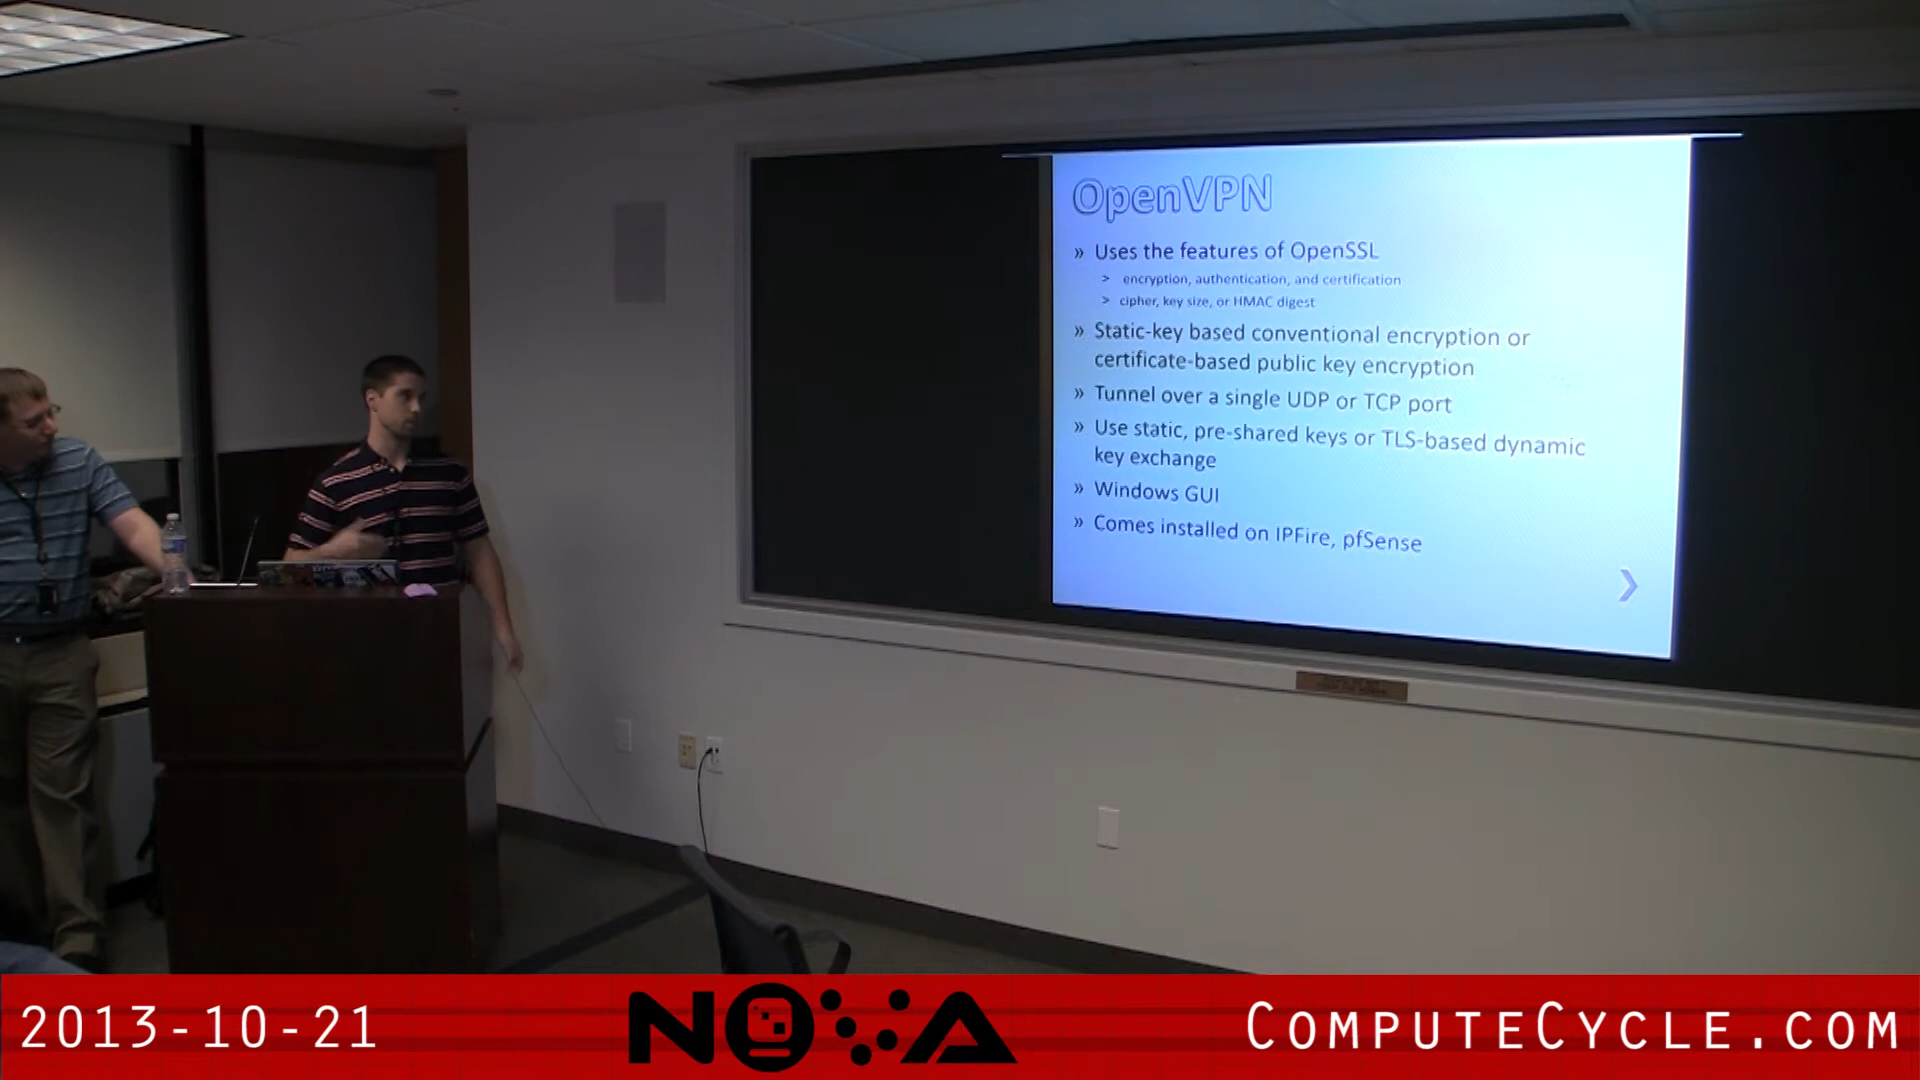 OpenVPN
» Uses the features of OpenSSL
> encryption, authentication, and certification
> cipher, key size, or HMAC digest
» Static-key based conventional encryption or
certificate-based public key encryption
» Tunnel over a single UDP or TCP port
» Use static, pre-shared keys or TLS-based dynamic
key exchange
» Windows GUI
» Comes installed on IPFire, pfSense
2013-10-21
NOVA
COMPUTECYCLE.COM